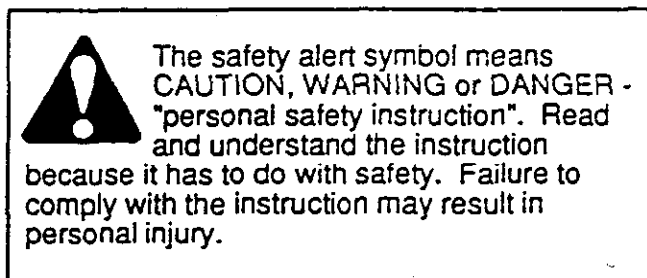 The safety alert symbol means
CAUTION, WARNING or DANGER -
"personal safety instruction". Read
and understand the instruction
because it has to do with safety. Failure to
comply with the instruction may result in
personal injury.